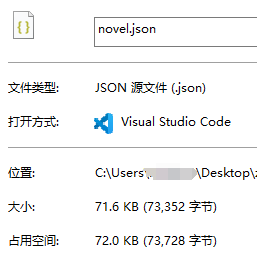 novel.json
文件类型: JSON 源文件 (.json)
打开方式: Visual Studio Code
位置: C:\Users\ \Desktop\
大小: 71.6 KB (73,352 字节)
占用空间: 72.0 KB (73,728 字节)